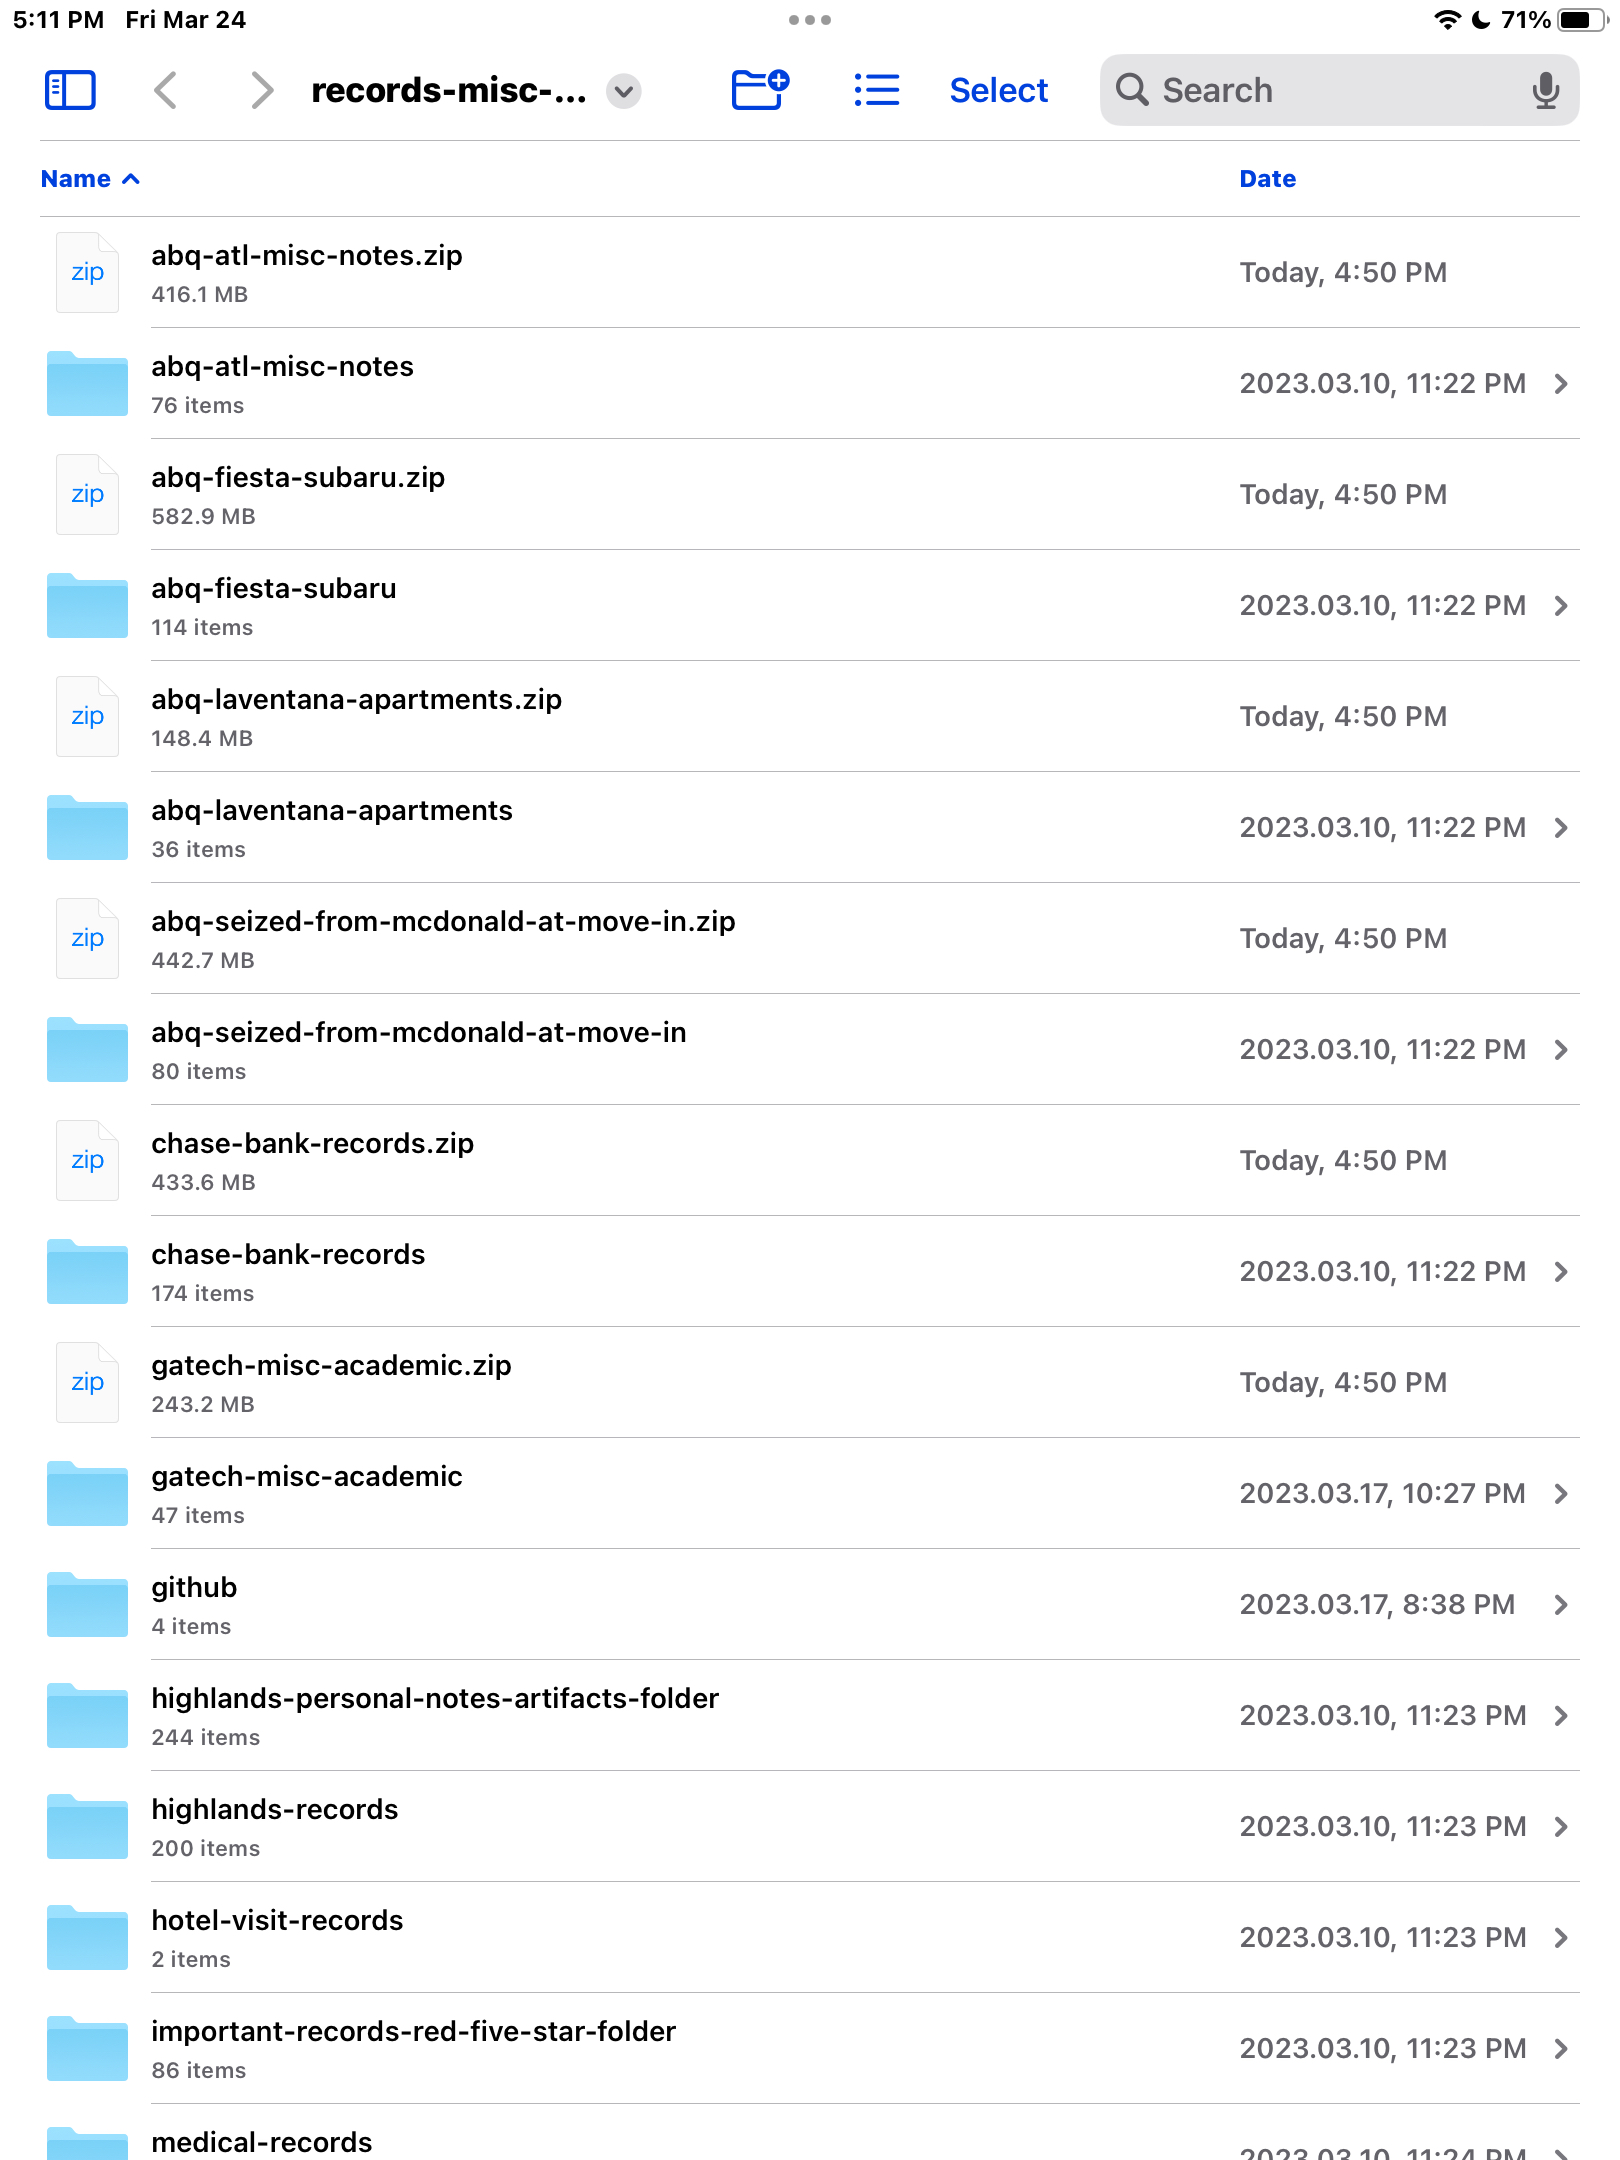 5:11 PM Fri Mar 24 71%
records-misc-... Select Search
Name Date
zip abq-atl-misc-notes.zip Today, 4:50 PM
416.1 MB
abq-atl-misc-notes 2023.03.10, 11:22 PM
76 items
zip abq-fiesta-subaru.zip Today, 4:50 PM
582.9 MB
abq-fiesta-subaru 2023.03.10, 11:22 PM
114 items
zip abq-laventana-apartments.zip Today, 4:50 PM
148.4 MB
abq-laventana-apartments 2023.03.10, 11:22 PM
36 items
zip abq-seized-from-mcdonald-at-move-in.zip Today, 4:50 PM
442.7 MB
abq-seized-from-mcdonald-at-move-in 2023.03.10, 11:22 PM
80 items
zip chase-bank-records.zip Today, 4:50 PM
433.6 MB
chase-bank-records 2023.03.10, 11:22 PM
174 items
zip gatech-misc-academic.zip Today, 4:50 PM
243.2 MB
gatech-misc-academic 2023.03.17, 10:27 PM
47 items
github 2023.03.17, 8:38 PM
4 items
highlands-personal-notes-artifacts-folder 2023.03.10, 11:23 PM
244 items
highlands-records 2023.03.10, 11:23 PM
200 items
hotel-visit-records 2023.03.10, 11:23 PM
2 items
important-records-red-five-star-folder 2023.03.10, 11:23 PM
86 items
medical-records 2023.03.10, 11:24 PM